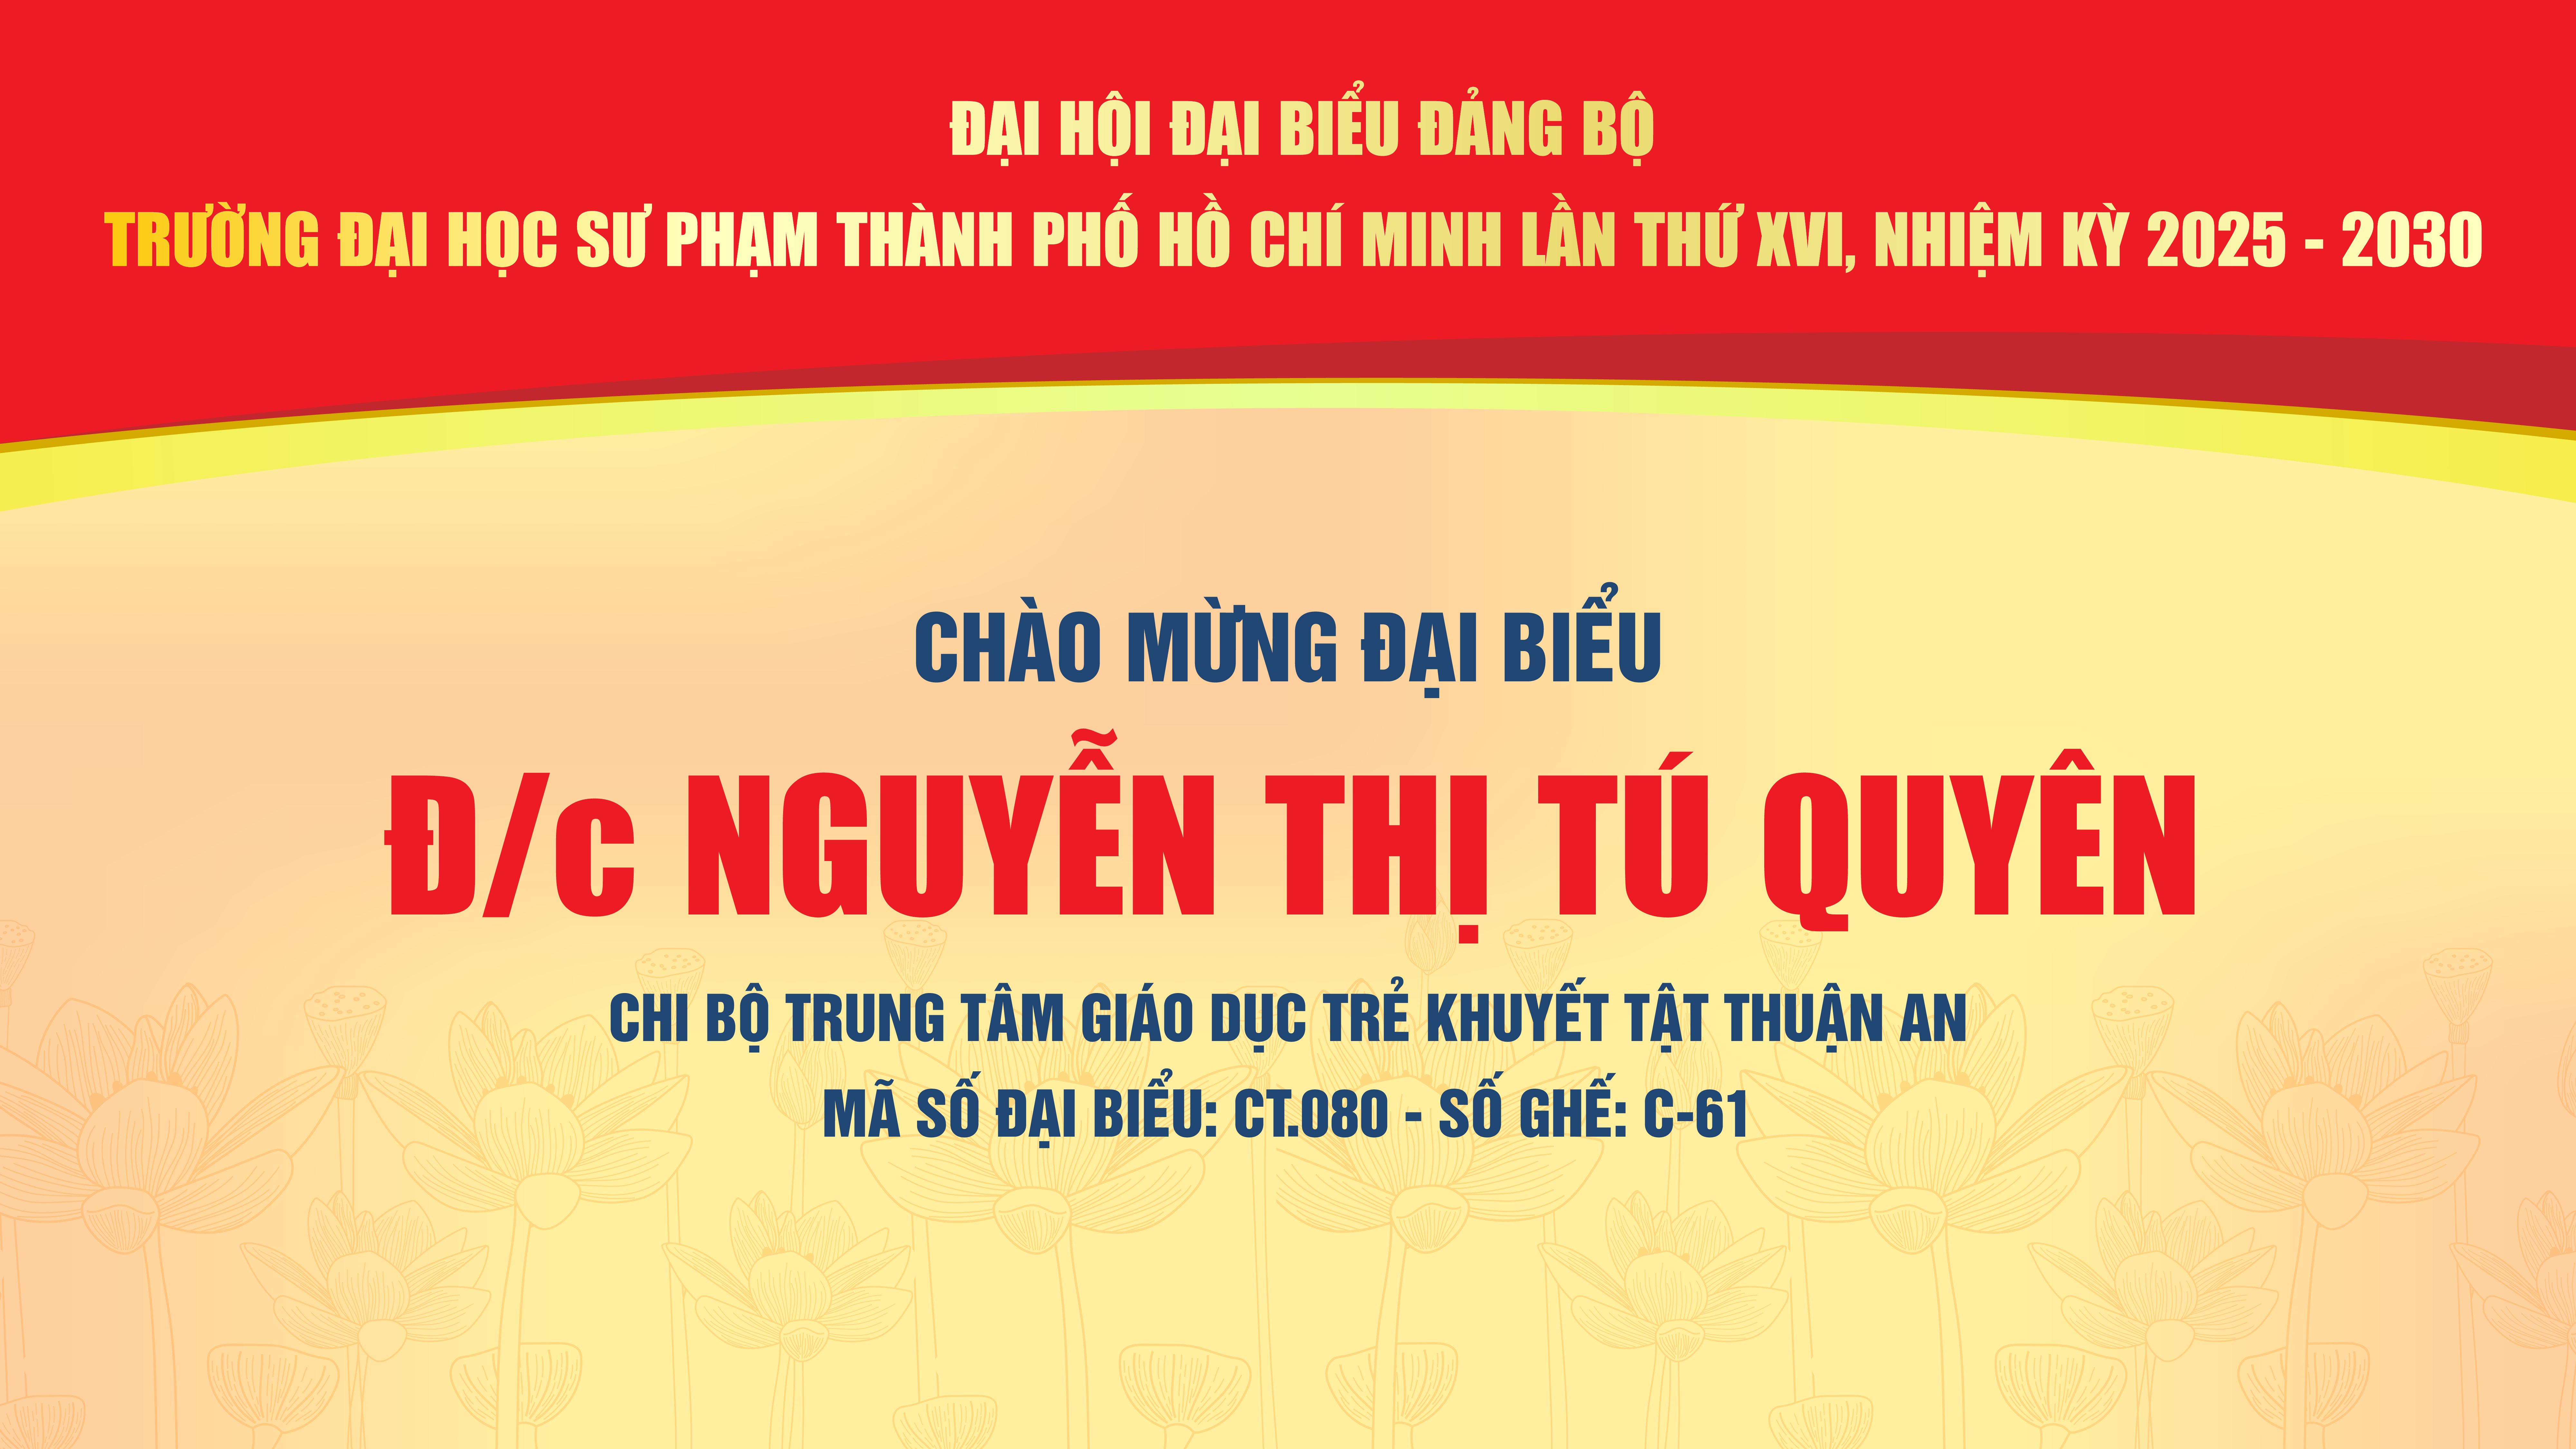 ĐẠI HỘI ĐẠI BIỂU ĐẢNG BỘ
TRƯỜNG ĐẠI HỌC SƯ PHẠM THÀNH PHỐ HỒ CHÍ MINH LẦN THỨ XVI, NHIỆM KỲ 2025 - 2030
CHÀO MỪNG ĐẠI BIỂU
Đ/c NGUYỄN THỊ TÚ QUYÊN
CHI BỘ TRUNG TÂM GIÁO DỤC TRẺ KHUYẾT TẬT THUẬN AN
MÃ SỐ ĐẠI BIỂU: CT.080 - SỐ GHẾ: C-61